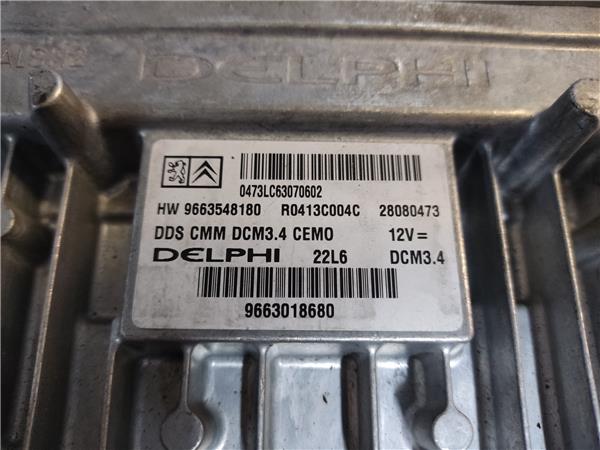 DELPHI
0473LC63070602
HW 9663548180 R0413C004C 28080473
DDS CMM DCM3.4 CEMO 12V=
DELPHI 22L6 DCM3.4
9663018680